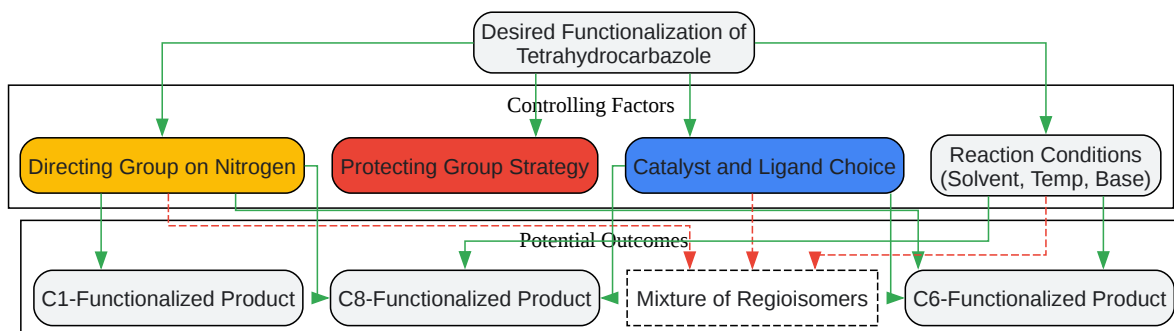 Desired Functionalization of
Tetrahydrocarbazole
Controlling Factors
Directing Group on Nitrogen
Protecting Group Strategy
Catalyst and Ligand Choice
Reaction Conditions
(Solvent, Temp, Base)
Potential Outcomes
C1-Functionalized Product
C8-Functionalized Product
Mixture of Regioisomers
C6-Functionalized Product